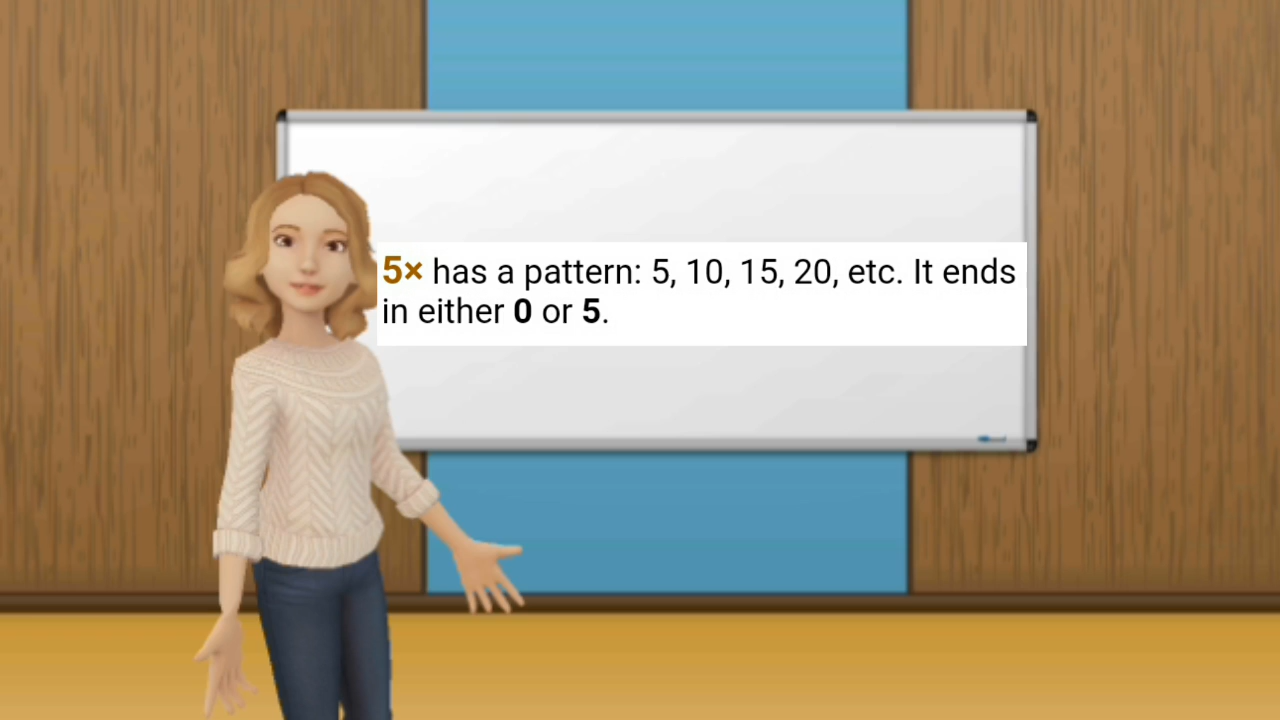 5× has a pattern: 5, 10, 15, 20, etc. It ends
in either 0 or 5.